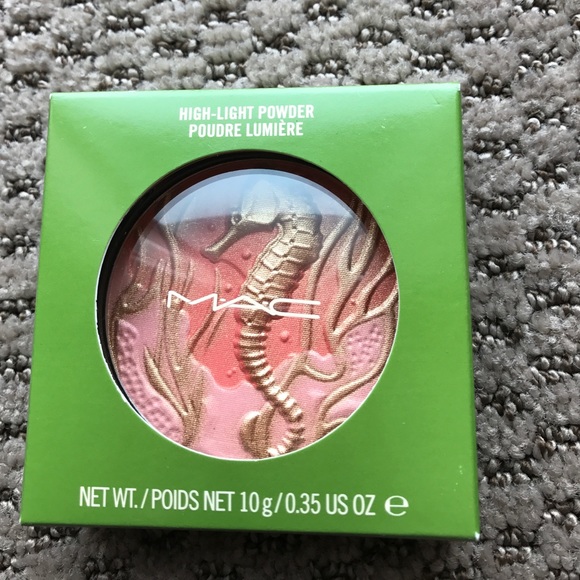 HIGH-LIGHT POWDER
POUDRE LUMIÈRE
MAC
NET WT./POIDS NET 10 g/0.35 US OZ ℮